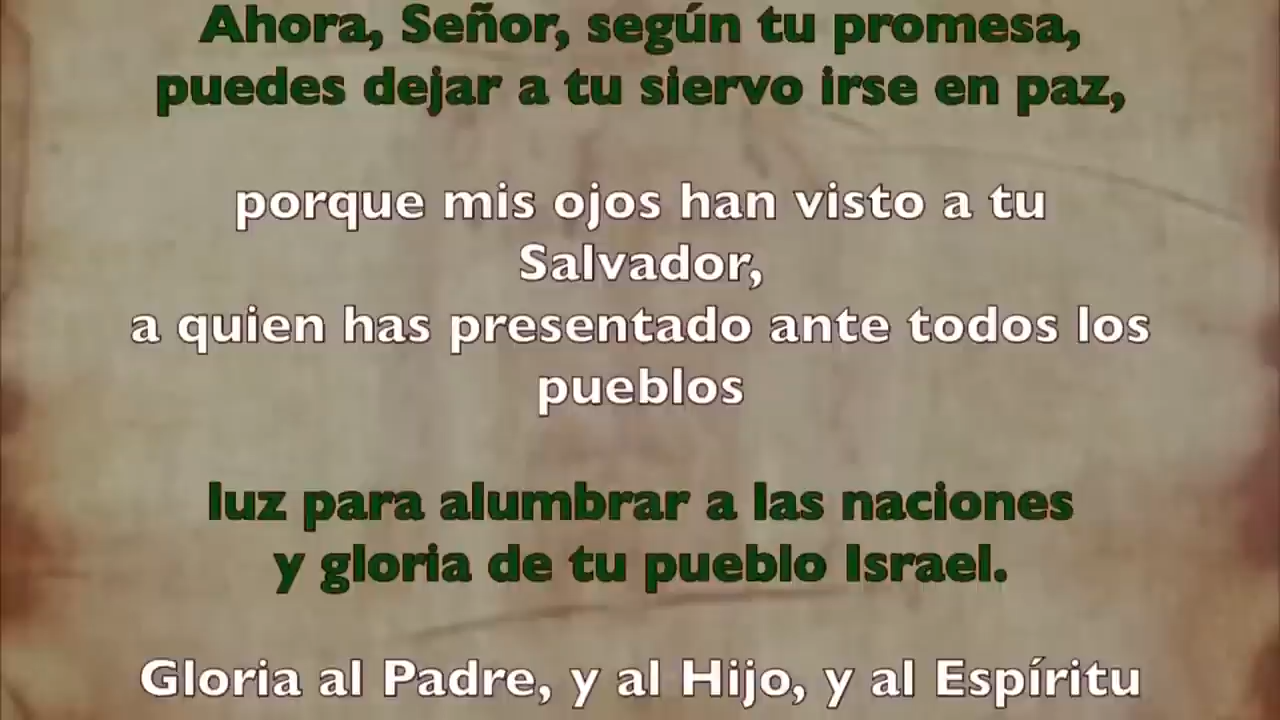 Ahora, Señor, según tu promesa,
puedes dejar a tu siervo irse en paz,
porque mis ojos han visto a tu
Salvador,
a quien has presentado ante todos los
pueblos
luz para alumbrar a las naciones
y gloria de tu pueblo Israel.
Gloria al Padre, y al Hijo, y al Espíritu